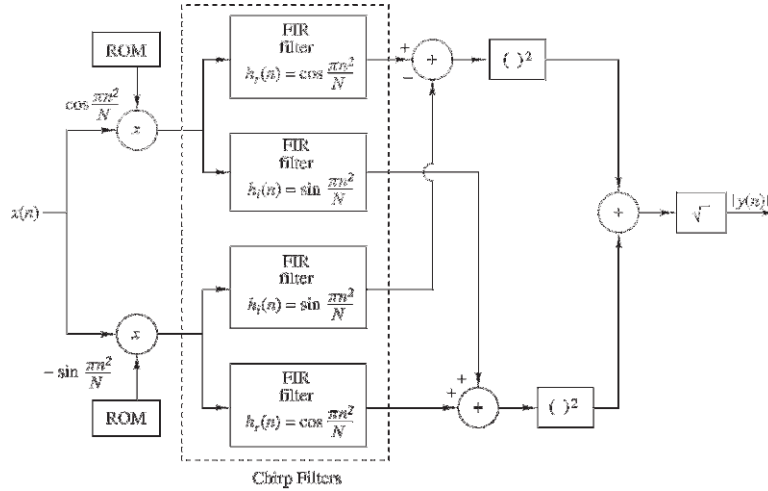 ROM
cos πn²/N
x
x(n)
x
− sin πn²/N
ROM
FIR
filter
hᵣ(n) = cos πn²/N
FIR
filter
hᵢ(n) = sin πn²/N
FIR
filter
hᵢ(n) = sin πn²/N
FIR
filter
hᵣ(n) = cos πn²/N
Chirp Filters
+
−
+
( )²
+
+
+
( )²
+
√
|y(n)|